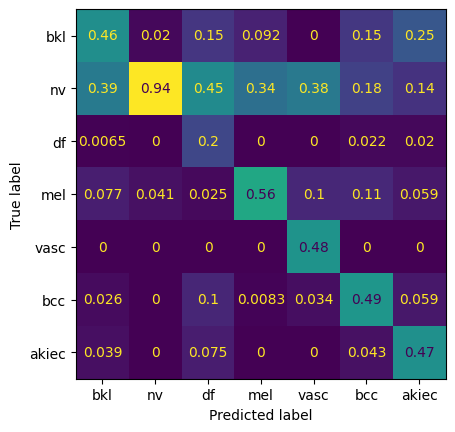 bkl 0.46 0.02 0.15 0.092 0 0.15 0.25
nv 0.39 0.94 0.45 0.34 0.38 0.18 0.14
df 0.0065 0 0.2 0 0 0.022 0.02
mel 0.077 0.041 0.025 0.56 0.1 0.11 0.059
vasc 0 0 0 0 0.48 0 0
bcc 0.026 0 0.1 0.0083 0.034 0.49 0.059
akiec 0.039 0 0.075 0 0 0.043 0.47
bkl nv df mel vasc bcc akiec
Predicted label
True label